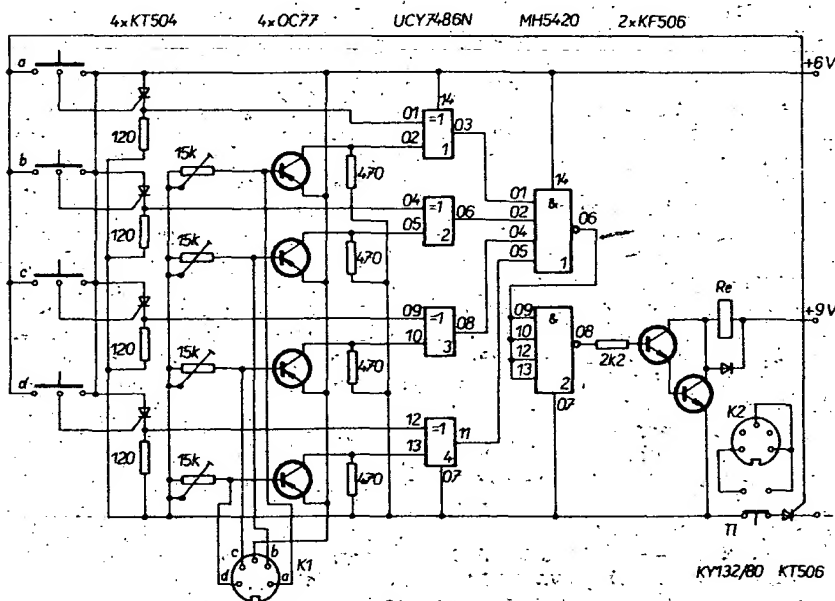 4xKT504 4xOC77 UCY7486N MH5420 2xKF506
a
+6V
14
01 =1 03
02 1
120
b
15k
470
14
01 &
02 06
04
05 1
04 =1 06
05 2
120
15k
470
c
Re
+9V
09 =1 08
10 3
09 &
10 08
12
13 2
07
2k2
120
15k
470
d
K2
12 =1 11
13 4
07
120
15k
470
Tl
c b
d a K1
KY132/80 KT506